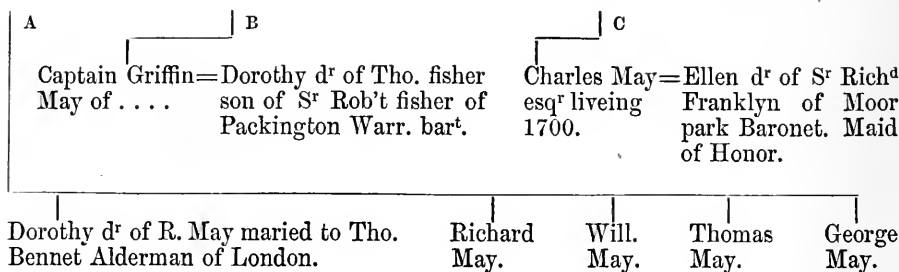 A
B
C
Captain Griffin=Dorothy dʳ of Tho. fisher
May of . . . . son of Sʳ Rob't fisher of
Packington Warr. barᵗ.
Charles May=Ellen dʳ of Sʳ Richᵈ
esqʳ liveing Franklyn of Moor
1700. park Baronet. Maid
of Honor.
Dorothy dʳ of R. May maried to Tho.
Bennet Alderman of London.
Richard
May.
Will.
May.
Thomas
May.
George
May.